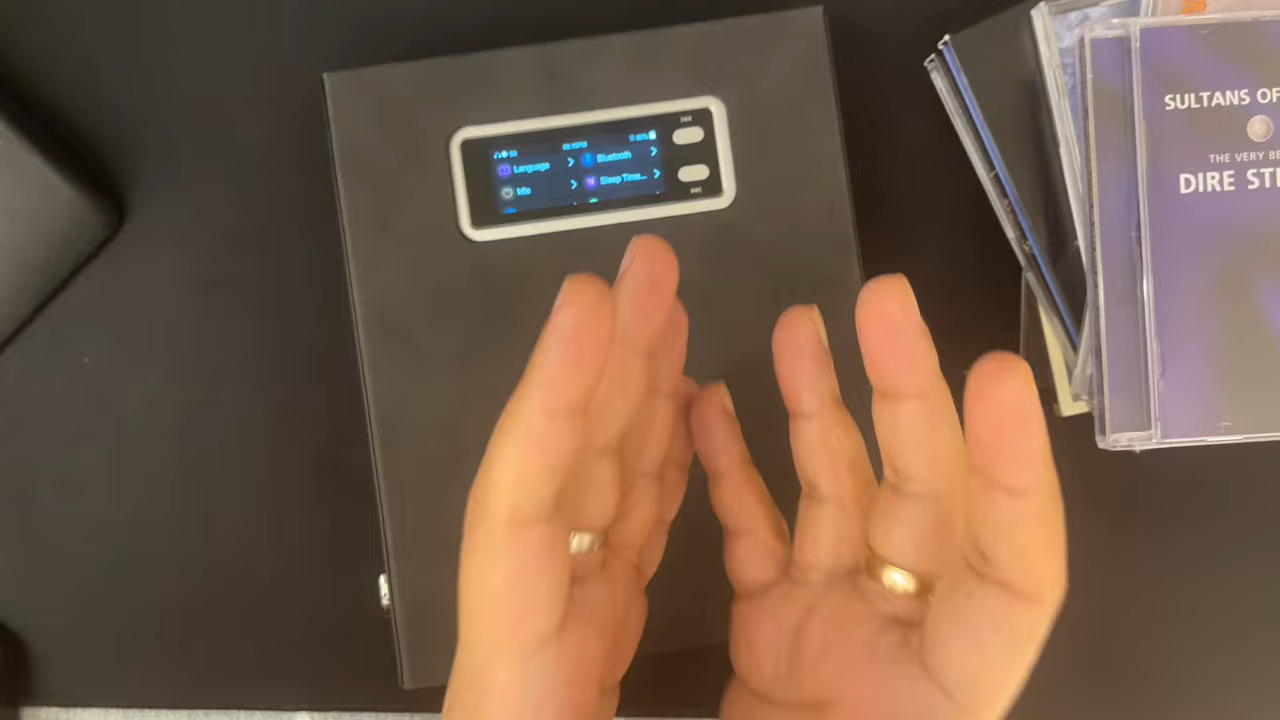 Language
Bluetooth
Idle
Sleep Time...
SULTANS OF
THE VERY BE
DIRE ST